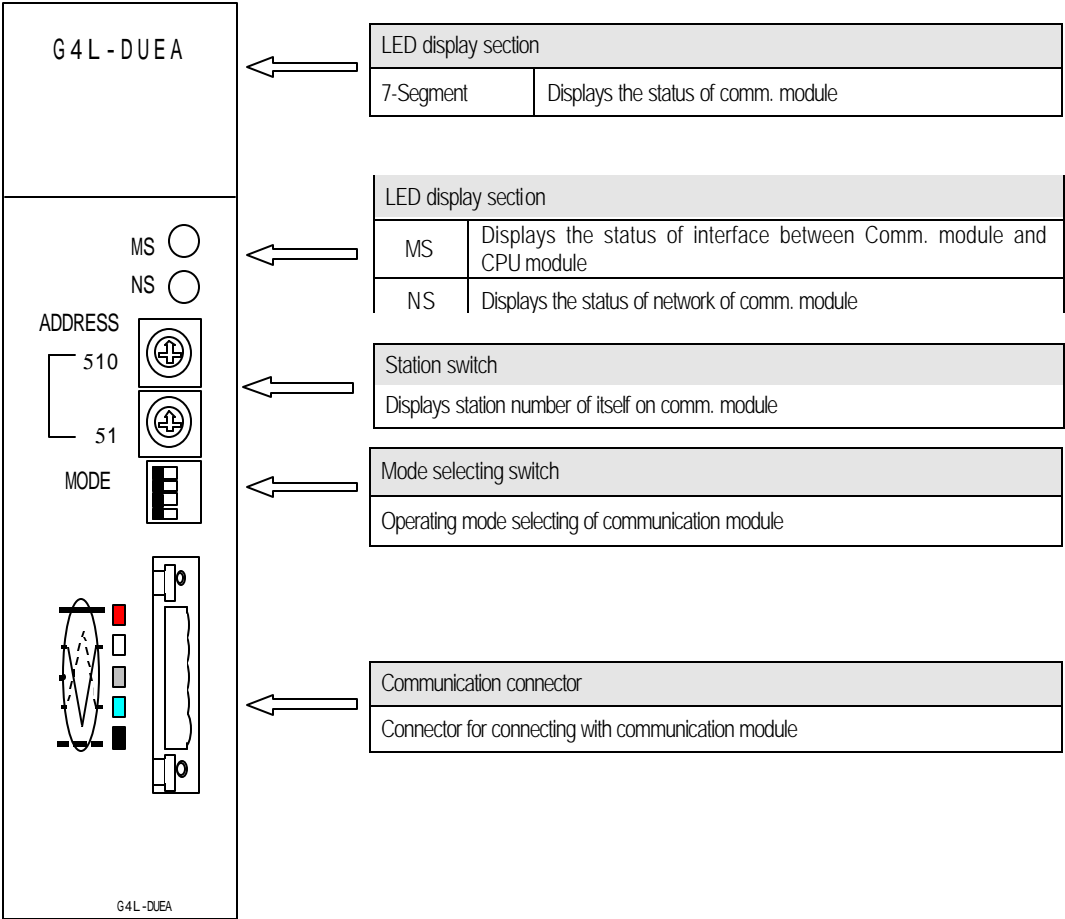 G4L-DUEA
LED display section
7-Segment Displays the status of comm. module
LED display section
MS
MS Displays the status of interface between Comm. module and
CPU module
NS
NS Displays the status of network of comm. module
ADDRESS
510
Station switch
Displays station number of itself on comm. module
51
MODE
Mode selecting switch
Operating mode selecting of communication module
Communication connector
Connector for connecting with communication module
G4L-DUEA